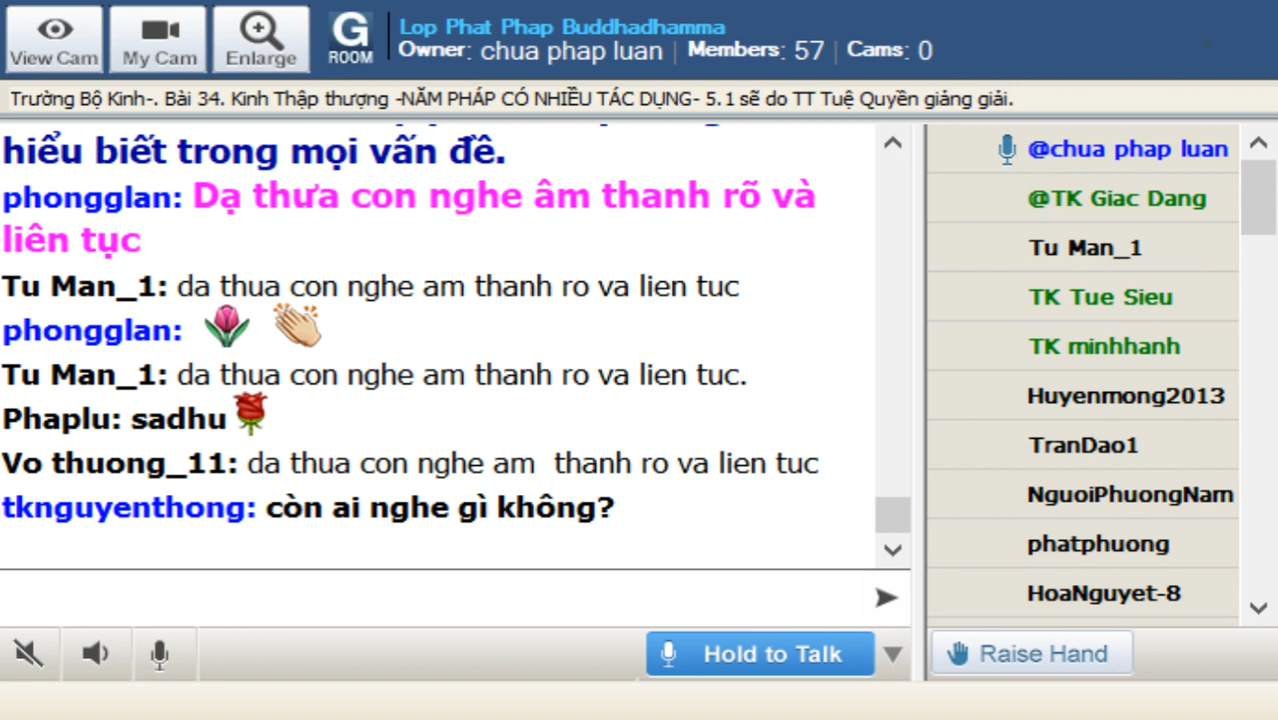 View Cam
My Cam
Enlarge
G
ROOM
Lop Phat Phap Buddhadhamma
Owner: chua phap luan | Members: 57 | Cams: 0
Trường Bộ Kinh-. Bài 34. Kinh Thập thượng -NĂM PHÁP CÓ NHIỀU TÁC DỤNG- 5.1 sẽ do TT Tuệ Quyền giảng giải.
hiểu biết trong mọi vấn đề.
phongglan: Dạ thưa con nghe âm thanh rõ và
liên tục
Tu Man_1: da thua con nghe am thanh ro va lien tuc
phongglan:
Tu Man_1: da thua con nghe am thanh ro va lien tuc.
Phaplu: sadhu
Vo thuong_11: da thua con nghe am  thanh ro va lien tuc
tknguyenthong: còn ai nghe gì không?
@chua phap luan
@TK Giac Dang
Tu Man_1
TK Tue Sieu
TK minhhanh
Huyenmong2013
TranDao1
NguoiPhuongNam
phatphuong
HoaNguyet-8
Hold to Talk
Raise Hand